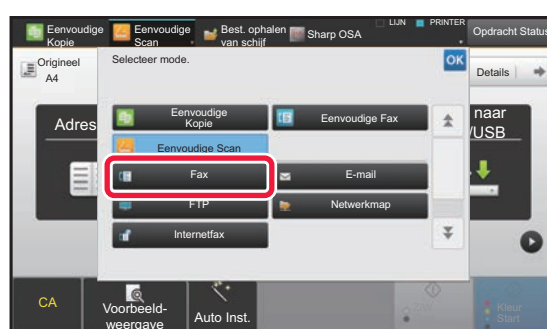 Eenvoudige Kopie
Eenvoudige Scan
Best. ophalen van schijf
Sharp OSA
LIJN
PRINTER
Opdracht Status
Origineel
A4
Selecteer mode.
OK
Details
Adres
naar
/USB
Eenvoudige Kopie
Eenvoudige Fax
Eenvoudige Scan
Fax
E-mail
FTP
Netwerkmap
Internetfax
CA
Voorbeeld-
weergave
Auto Inst.
Kleur
Start